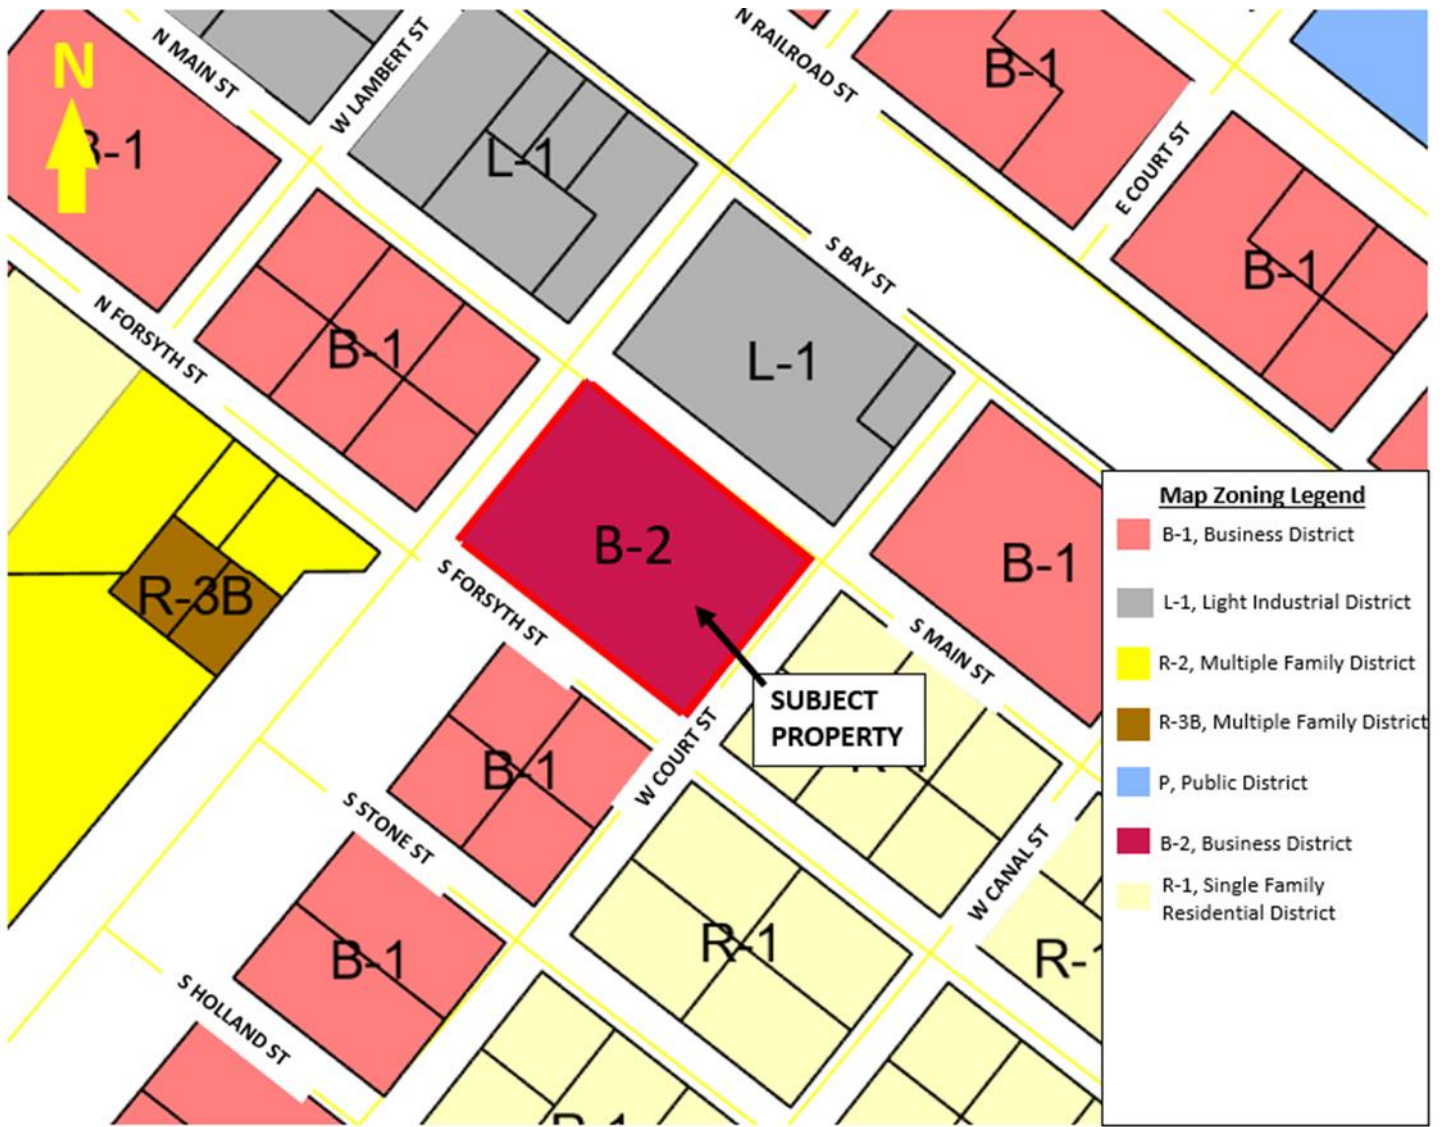 N MAIN ST
W LAMBERT ST
N RAILROAD ST
B-1
N
B-1
L-1
E COURT ST
S BAY ST
B-1
N FORSYTH ST
B-1
L-1
B-2
R-3B
S FORSYTH ST
B-1
S MAIN ST
SUBJECT
PROPERTY
B-1
W COURT ST
S STONE ST
W CANAL ST
B-1
R-1
R-1
S HOLLAND ST
Map Zoning Legend
B-1, Business District
L-1, Light Industrial District
R-2, Multiple Family District
R-3B, Multiple Family District
P, Public District
B-2, Business District
R-1, Single Family
Residential District